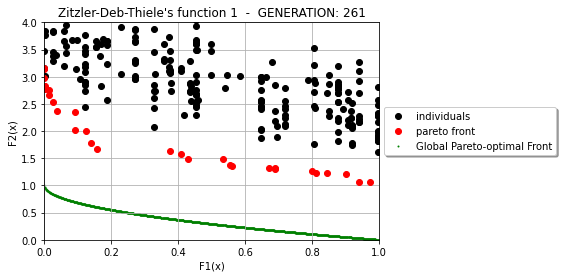 Zitzler-Deb-Thiele's function 1 - GENERATION: 261
4.0
3.5
3.0
2.5
2.0
1.5
1.0
0.5
0.0
F2(x)
0.0 0.2 0.4 0.6 0.8 1.0
F1(x)
individuals
pareto front
Global Pareto-optimal Front